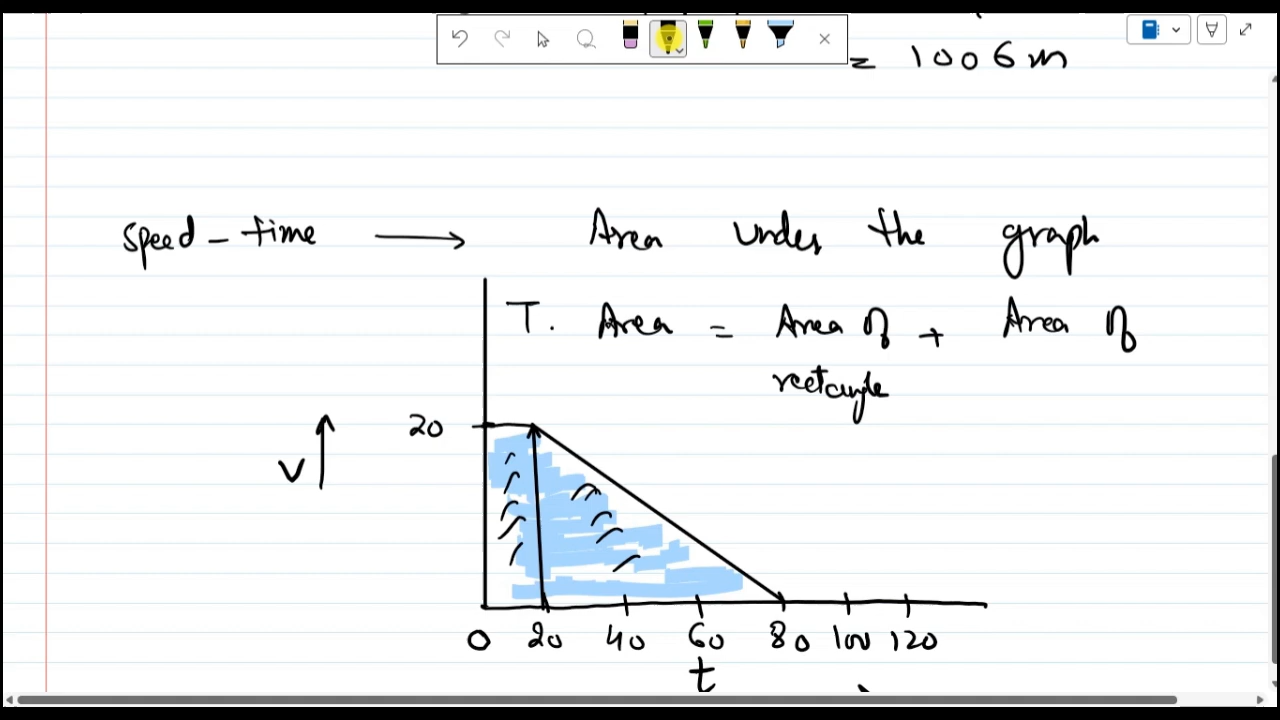 = 1006 m
speed - time → Area under the graph
T. Area = Area of + Area of
rectangle
20
V
0 20 40 60 80 100 120
t